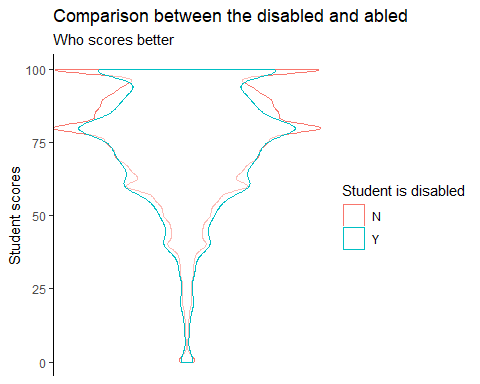 Comparison between the disabled and abled
Who scores better
100
75
50
25
0
Student scores
Student is disabled
N
Y